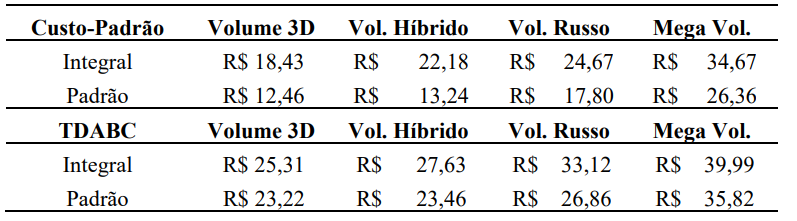 Custo-Padrão Volume 3D Vol. Híbrido Vol. Russo Mega Vol.
Integral R$ 18,43 R$ 22,18 R$ 24,67 R$ 34,67
Padrão R$ 12,46 R$ 13,24 R$ 17,80 R$ 26,36
TDABC Volume 3D Vol. Híbrido Vol. Russo Mega Vol.
Integral R$ 25,31 R$ 27,63 R$ 33,12 R$ 39,99
Padrão R$ 23,22 R$ 23,46 R$ 26,86 R$ 35,82